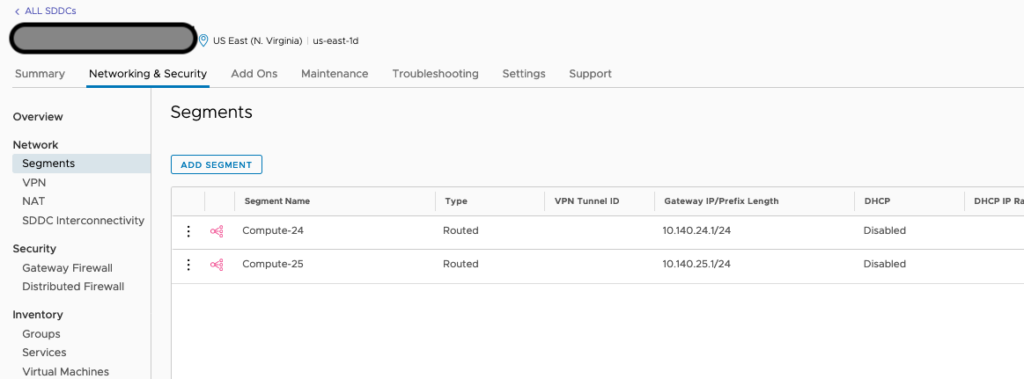 ALL SDDCs
US East (N. Virginia) | us-east-1d
Summary Networking & Security Add Ons Maintenance Troubleshooting Settings Support
Overview
Network
Segments
VPN
NAT
SDDC Interconnectivity
Security
Gateway Firewall
Distributed Firewall
Inventory
Groups
Services
Virtual Machines
Segments
ADD SEGMENT
Segment Name Type VPN Tunnel ID Gateway IP/Prefix Length DHCP DHCP IP Ra
Compute-24 Routed 10.140.24.1/24 Disabled
Compute-25 Routed 10.140.25.1/24 Disabled